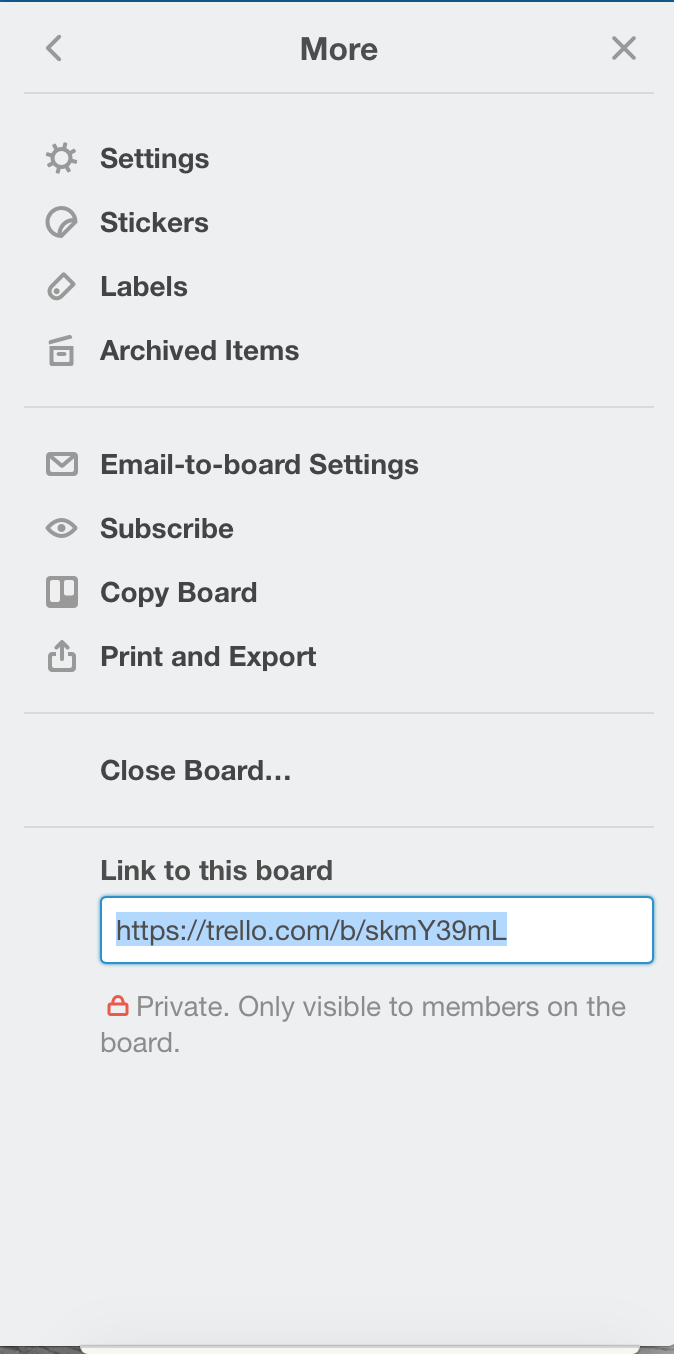 More
Settings
Stickers
Labels
Archived Items
Email-to-board Settings
Subscribe
Copy Board
Print and Export
Close Board...
Link to this board
https://trello.com/b/skmY39mL
Private. Only visible to members on the
board.